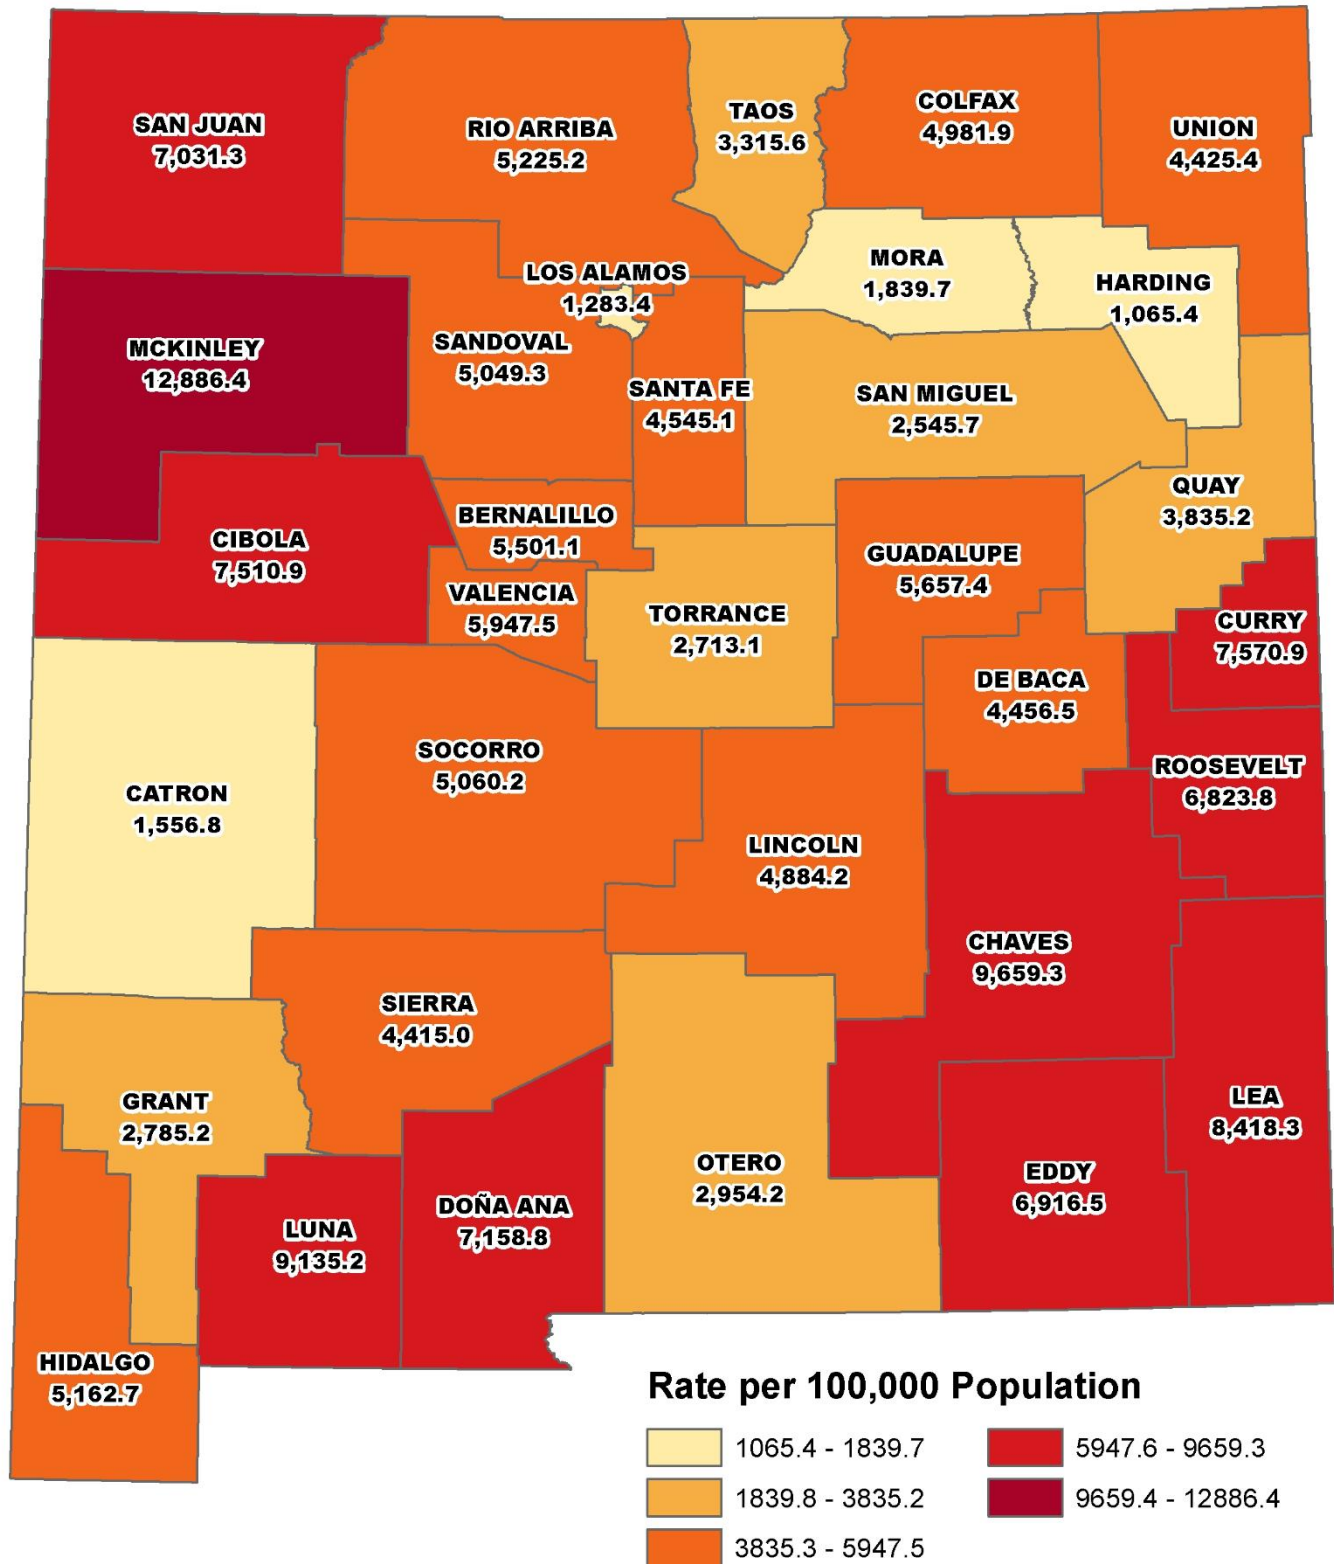 SAN JUAN
7,031.3
RIO ARRIBA
5,225.2
TAOS
3,315.6
COLFAX
4,981.9
UNION
4,425.4
LOS ALAMOS
1,283.4
MORA
1,839.7
HARDING
1,065.4
MCKINLEY
12,886.4
SANDOVAL
5,049.3
SANTA FE
4,545.1
SAN MIGUEL
2,545.7
QUAY
3,835.2
CIBOLA
7,510.9
BERNALILLO
5,501.1
GUADALUPE
5,657.4
VALENCIA
5,947.5
TORRANCE
2,713.1
CURRY
7,570.9
DE BACA
4,456.5
SOCORRO
5,060.2
ROOSEVELT
6,823.8
CATRON
1,556.8
LINCOLN
4,884.2
CHAVES
9,659.3
SIERRA
4,415.0
GRANT
2,785.2
LEA
8,418.3
OTERO
2,954.2
EDDY
6,916.5
DOÑA ANA
7,158.8
LUNA
9,135.2
HIDALGO
5,162.7
Rate per 100,000 Population
1065.4 - 1839.7
1839.8 - 3835.2
3835.3 - 5947.5
5947.6 - 9659.3
9659.4 - 12886.4